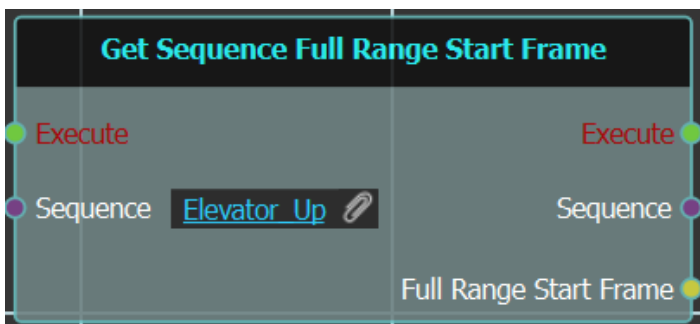 Get Sequence Full Range Start Frame
Execute Execute
Sequence Elevator_Up Sequence
Full Range Start Frame